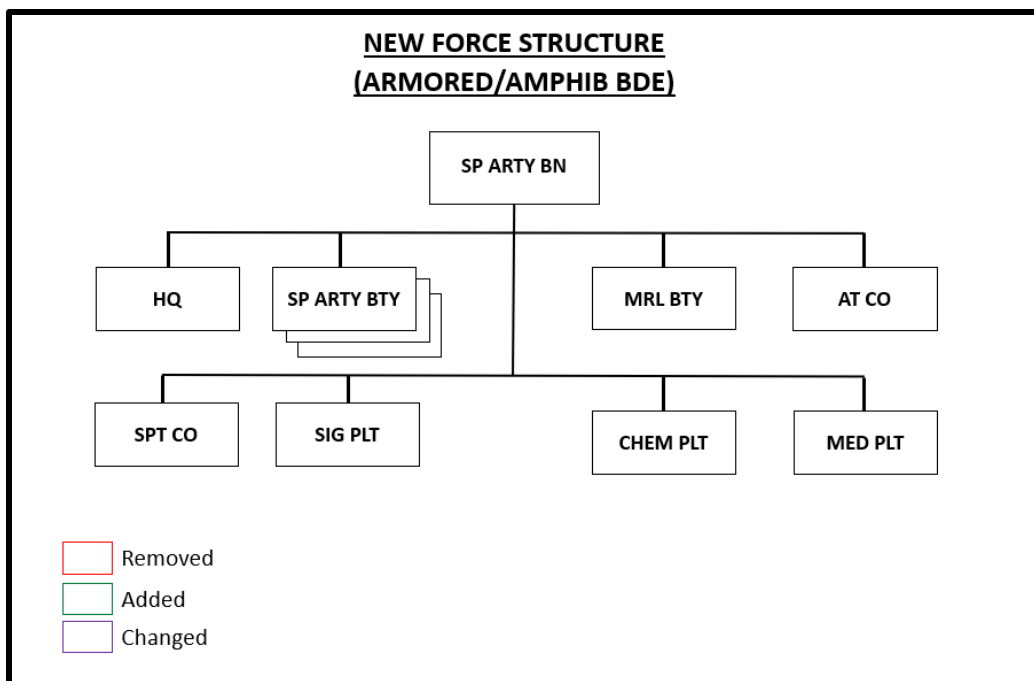 NEW FORCE STRUCTURE
(ARMORED/AMPHIB BDE)
SP ARTY BN
HQ
SP ARTY BTY
MRL BTY
AT CO
SPT CO
SIG PLT
CHEM PLT
MED PLT
Removed
Added
Changed